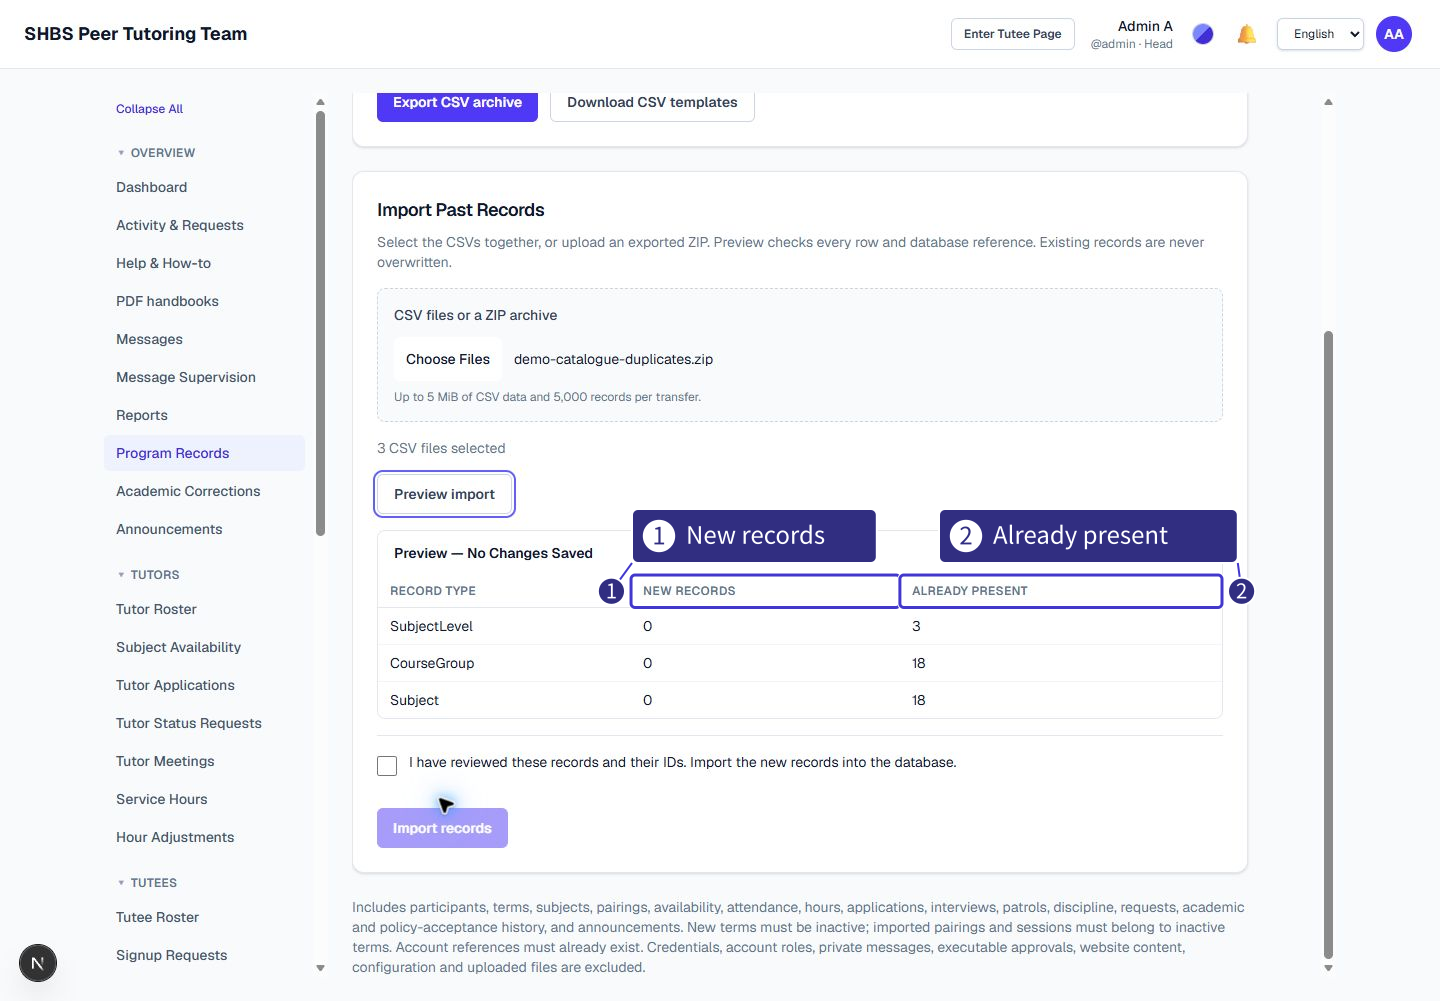 SHBS Peer Tutoring Team
Enter Tutee Page
Admin A
@admin · Head
English
AA
Collapse All
OVERVIEW
Dashboard
Activity & Requests
Help & How-to
PDF handbooks
Messages
Message Supervision
Reports
Program Records
Academic Corrections
Announcements
TUTORS
Tutor Roster
Subject Availability
Tutor Applications
Tutor Status Requests
Tutor Meetings
Service Hours
Hour Adjustments
TUTEES
Tutee Roster
Signup Requests
N
Export CSV archive
Download CSV templates
Import Past Records
Select the CSVs together, or upload an exported ZIP. Preview checks every row and database reference. Existing records are never
overwritten.
CSV files or a ZIP archive
Choose Files demo-catalogue-duplicates.zip
Up to 5 MiB of CSV data and 5,000 records per transfer.
3 CSV files selected
Preview import
1 New records
2 Already present
Preview — No Changes Saved
1
2
RECORD TYPE NEW RECORDS ALREADY PRESENT
SubjectLevel 0 3
CourseGroup 0 18
Subject 0 18
I have reviewed these records and their IDs. Import the new records into the database.
Import records
Includes participants, terms, subjects, pairings, availability, attendance, hours, applications, interviews, patrols, discipline, requests, academic
and policy-acceptance history, and announcements. New terms must be inactive; imported pairings and sessions must belong to inactive
terms. Account references must already exist. Credentials, account roles, private messages, executable approvals, website content,
configuration and uploaded files are excluded.